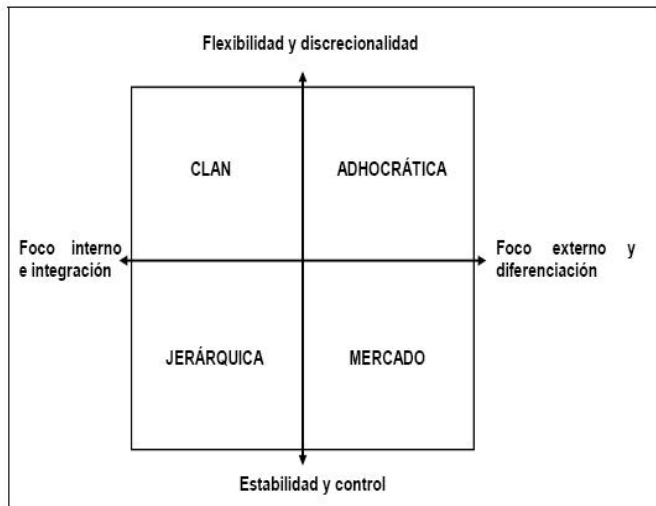 Flexibilidad y discrecionalidad
CLAN
ADHOCRÁTICA
Foco interno
e integración
Foco externo y
diferenciación
JERÁRQUICA
MERCADO
Estabilidad y control